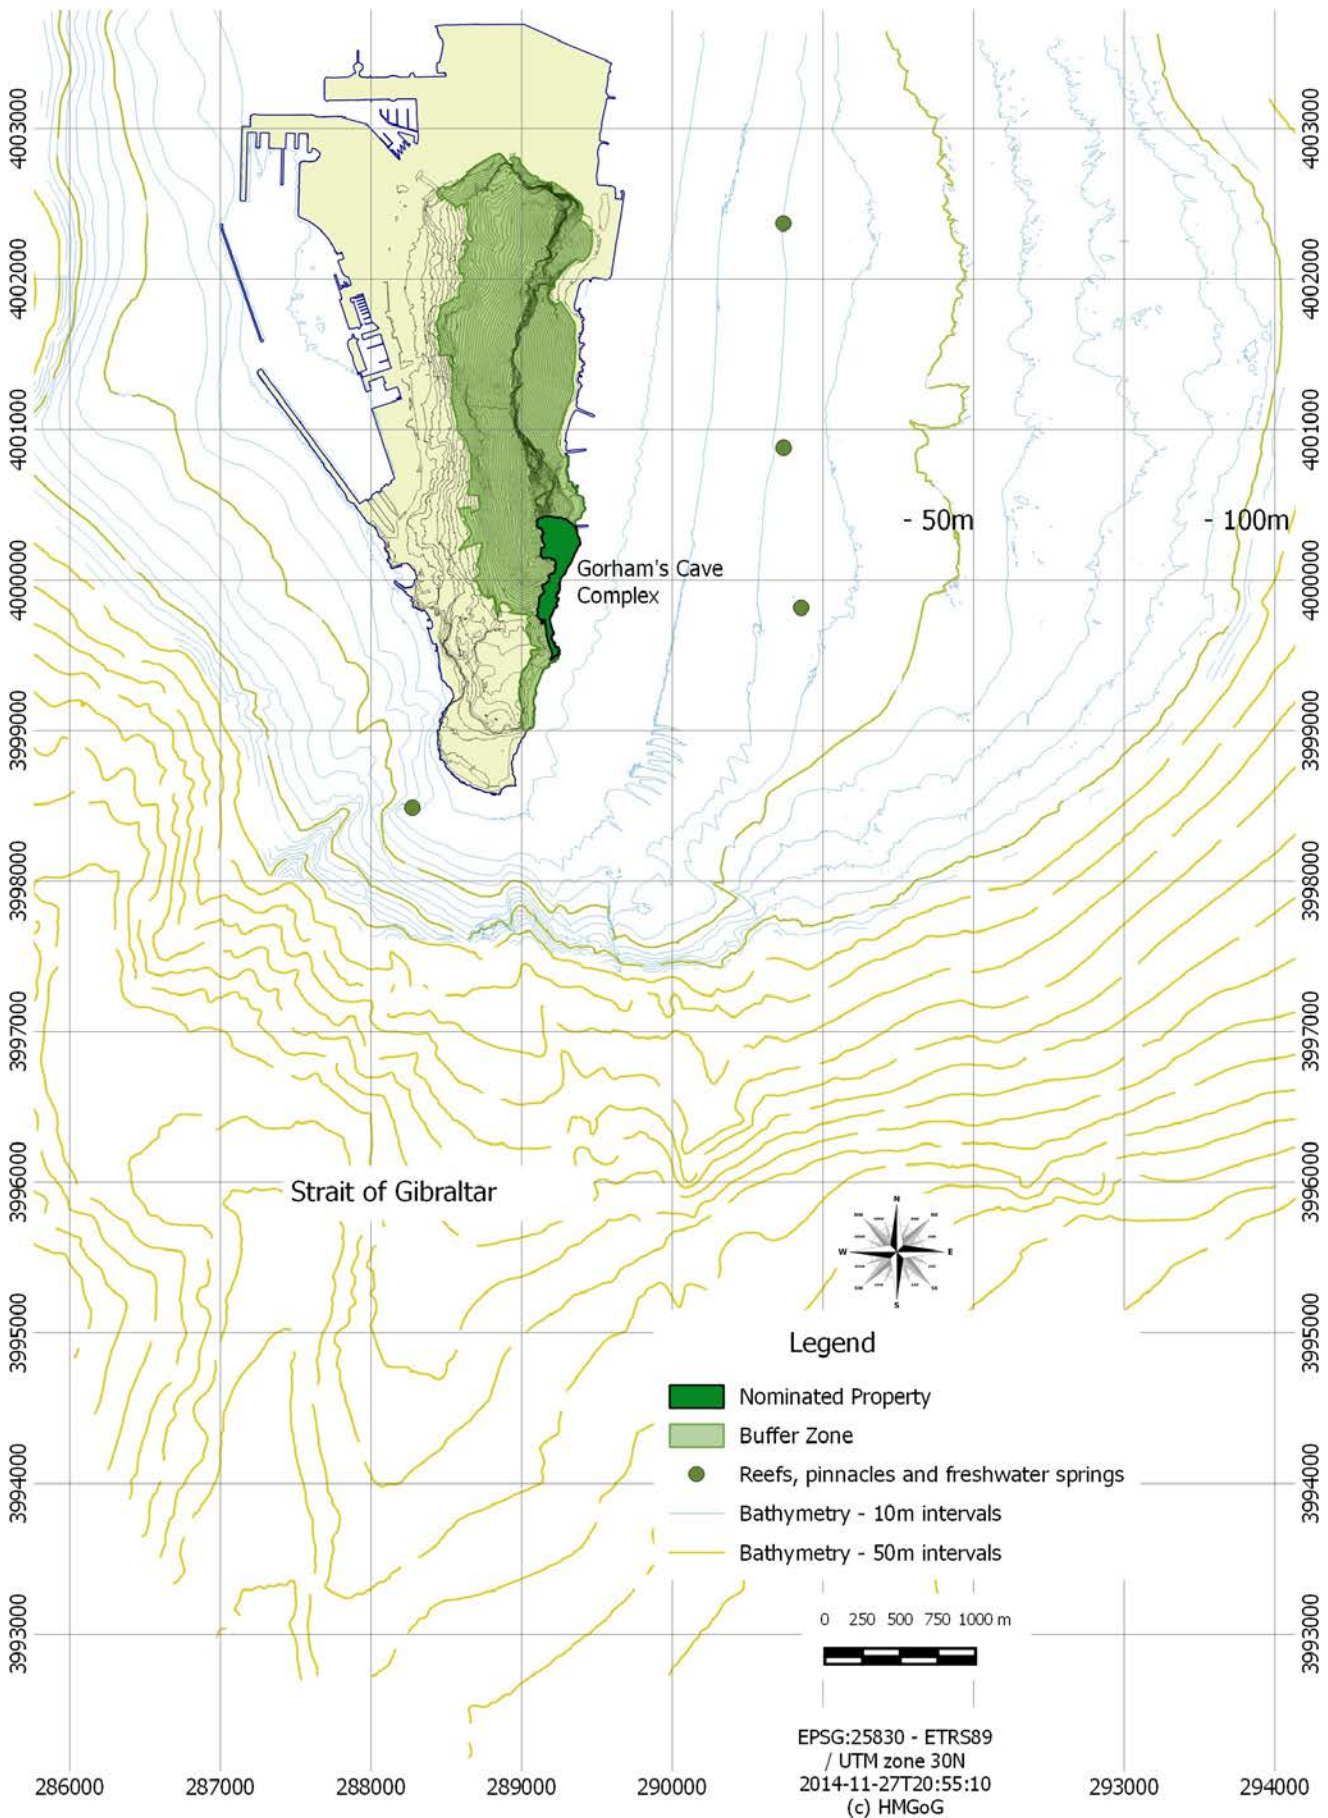 4003000
4003000
4002000
4002000
4001000
4001000
- 50m
- 100m
Gorham's Cave
Complex
4000000
4000000
3999000
3999000
3998000
3998000
3997000
3997000
3996000
3996000
Strait of Gibraltar
N
W
E
S
3995000
3995000
Legend
Nominated Property
Buffer Zone
Reefs, pinnacles and freshwater springs
Bathymetry - 10m intervals
Bathymetry - 50m intervals
3994000
3994000
3993000
3993000
0 250 500 750 1000 m
EPSG:25830 - ETRS89
/ UTM zone 30N
2014-11-27T20:55:10
(c) HMGoG
286000 287000 288000 289000 290000 293000 294000